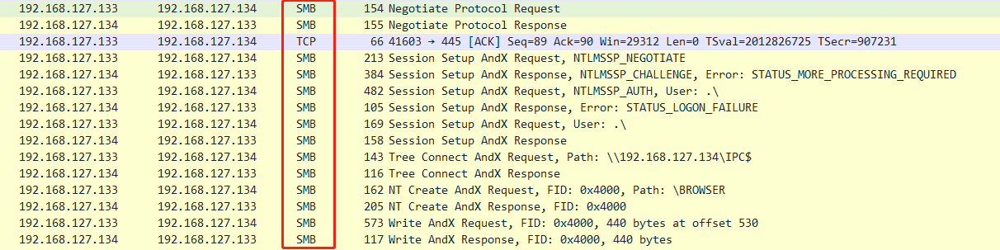 192.168.127.133 192.168.127.134 SMB 154 Negotiate Protocol Request
192.168.127.134 192.168.127.133 SMB 155 Negotiate Protocol Response
192.168.127.133 192.168.127.134 TCP 66 41603 → 445 [ACK] Seq=89 Ack=90 Win=29312 Len=0 TSval=2012826725 TSecr=907231
192.168.127.133 192.168.127.134 SMB 213 Session Setup AndX Request, NTLMSSP_NEGOTIATE
192.168.127.134 192.168.127.133 SMB 384 Session Setup AndX Response, NTLMSSP_CHALLENGE, Error: STATUS_MORE_PROCESSING_REQUIRED
192.168.127.133 192.168.127.134 SMB 482 Session Setup AndX Request, NTLMSSP_AUTH, User: .\
192.168.127.134 192.168.127.133 SMB 105 Session Setup AndX Response, Error: STATUS_LOGON_FAILURE
192.168.127.133 192.168.127.134 SMB 169 Session Setup AndX Request, User: .\
192.168.127.134 192.168.127.133 SMB 158 Session Setup AndX Response
192.168.127.133 192.168.127.134 SMB 143 Tree Connect AndX Request, Path: \\192.168.127.134\IPC$
192.168.127.134 192.168.127.133 SMB 116 Tree Connect AndX Response
192.168.127.133 192.168.127.134 SMB 162 NT Create AndX Request, FID: 0x4000, Path: \BROWSER
192.168.127.134 192.168.127.133 SMB 205 NT Create AndX Response, FID: 0x4000
192.168.127.133 192.168.127.134 SMB 573 Write AndX Request, FID: 0x4000, 440 bytes at offset 530
192.168.127.134 192.168.127.133 SMB 117 Write AndX Response, FID: 0x4000, 440 bytes